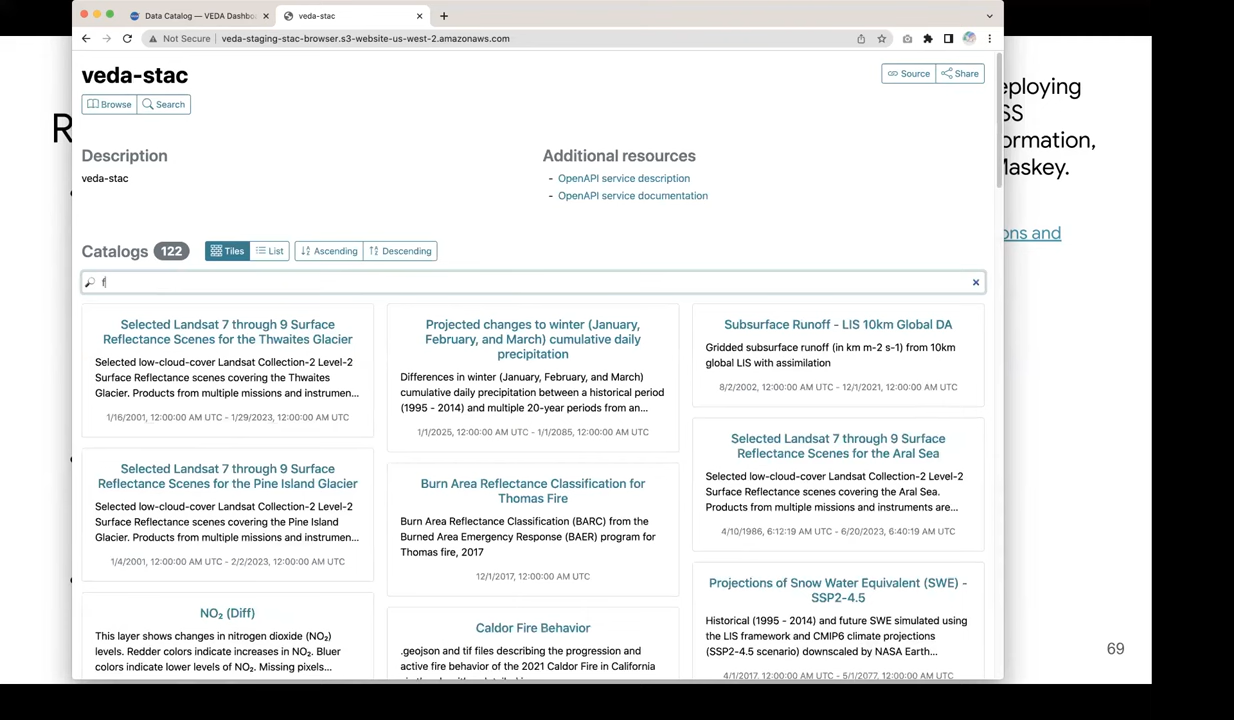 Data Catalog — VEDA Dashbo
veda-stac
Not Secure
veda-staging-stac-browser.s3-website-us-west-2.amazonaws.com
veda-stac
Source
Share
Browse
Search
Description
veda-stac
Additional resources
- OpenAPI service description
- OpenAPI service documentation
Catalogs 122
Tiles
List
Ascending
Descending
f
Selected Landsat 7 through 9 Surface
Reflectance Scenes for the Thwaites Glacier
Selected low-cloud-cover Landsat Collection-2 Level-2
Surface Reflectance scenes covering the Thwaites
Glacier. Products from multiple missions and instrumen...
1/16/2001, 12:00:00 AM UTC - 1/29/2023, 12:00:00 AM UTC
Selected Landsat 7 through 9 Surface
Reflectance Scenes for the Pine Island Glacier
Selected low-cloud-cover Landsat Collection-2 Level-2
Surface Reflectance scenes covering the Pine Island
Glacier. Products from multiple missions and instrumen...
1/4/2001, 12:00:00 AM UTC - 2/2/2023, 12:00:00 AM UTC
NO₂ (Diff)
This layer shows changes in nitrogen dioxide (NO₂)
levels. Redder colors indicate increases in NO₂. Bluer
colors indicate lower levels of NO₂. Missing pixels...
Projected changes to winter (January,
February, and March) cumulative daily
precipitation
Differences in winter (January, February, and March)
cumulative daily precipitation between a historical period
(1995 - 2014) and multiple 20-year periods from an...
1/1/2025, 12:00:00 AM UTC - 1/1/2085, 12:00:00 AM UTC
Burn Area Reflectance Classification for
Thomas Fire
Burn Area Reflectance Classification (BARC) from the
Burned Area Emergency Response (BAER) program for
Thomas fire, 2017
12/1/2017, 12:00:00 AM UTC
Caldor Fire Behavior
.geojson and tif files describing the progression and
active fire behavior of the 2021 Caldor Fire in California
Subsurface Runoff - LIS 10km Global DA
Gridded subsurface runoff (in km m-2 s-1) from 10km
global LIS with assimilation
8/2/2002, 12:00:00 AM UTC - 12/1/2021, 12:00:00 AM UTC
Selected Landsat 7 through 9 Surface
Reflectance Scenes for the Aral Sea
Selected low-cloud-cover Landsat Collection-2 Level-2
Surface Reflectance scenes covering the Aral Sea.
Products from multiple missions and instruments are...
4/10/1986, 6:12:19 AM UTC - 6/20/2023, 6:40:19 AM UTC
Projections of Snow Water Equivalent (SWE) -
SSP2-4.5
Historical (1995 - 2014) and future SWE simulated using
the LIS framework and CMIP6 climate projections
(SSP2-4.5 scenario) downscaled by NASA Earth...
4/1/2017, 12:00:00 AM UTC - 5/1/2077, 12:00:00 AM UTC
R
eploying
SS
ormation,
Maskey.
ons and
69